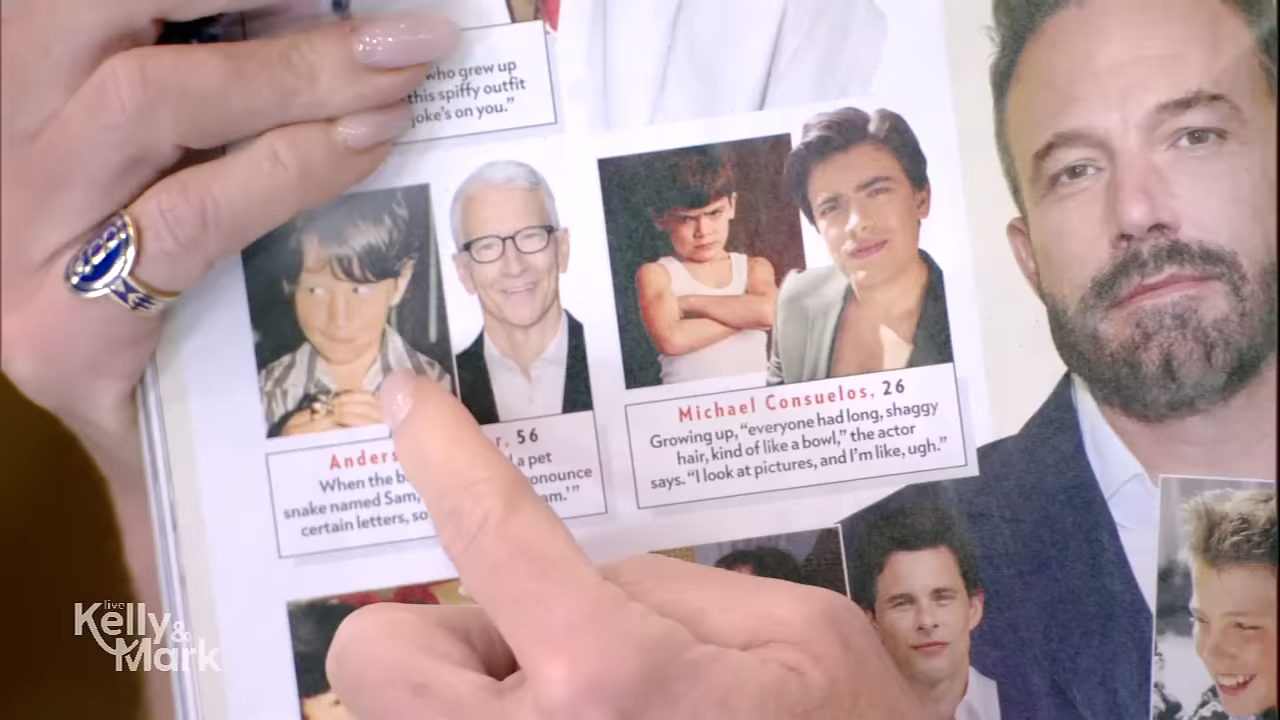 who grew up
this spiffy outfit
joke's on you."
Anders
r, 56
When the b
d a pet
snake named Sam,
onounce
certain letters, so
am.'"
Michael Consuelos, 26
Growing up, "everyone had long, shaggy
hair, kind of like a bowl," the actor
says. "I look at pictures, and I'm like, ugh."
live
Kelly&
Mark